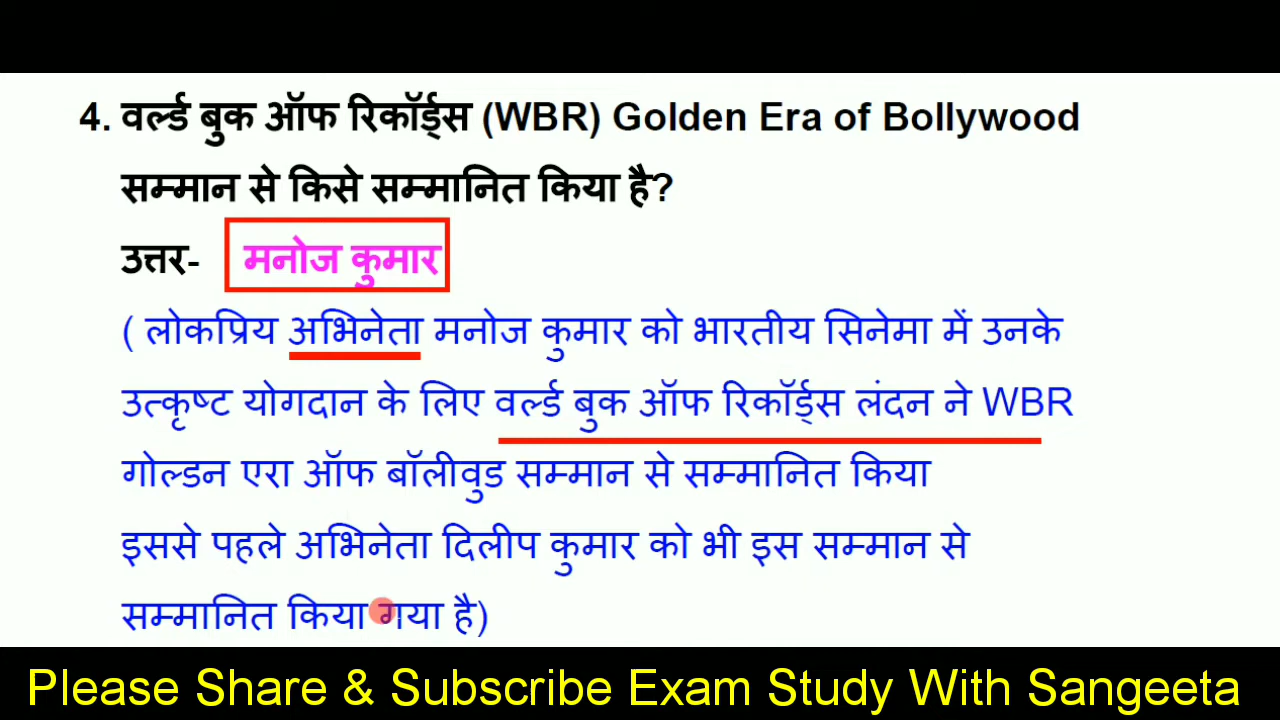 4. वर्ल्ड बुक ऑफ रिकॉर्ड्स (WBR) Golden Era of Bollywood
सम्मान से किसे सम्मानित किया है?
उत्तर- मनोज कुमार
( लोकप्रिय अभिनेता मनोज कुमार को भारतीय सिनेमा में उनके
उत्कृष्ट योगदान के लिए वर्ल्ड बुक ऑफ रिकॉर्ड्स लंदन ने WBR
गोल्डन एरा ऑफ बॉलीवुड सम्मान से सम्मानित किया
इससे पहले अभिनेता दिलीप कुमार को भी इस सम्मान से
सम्मानित किया गया है)
Please Share & Subscribe Exam Study With Sangeeta